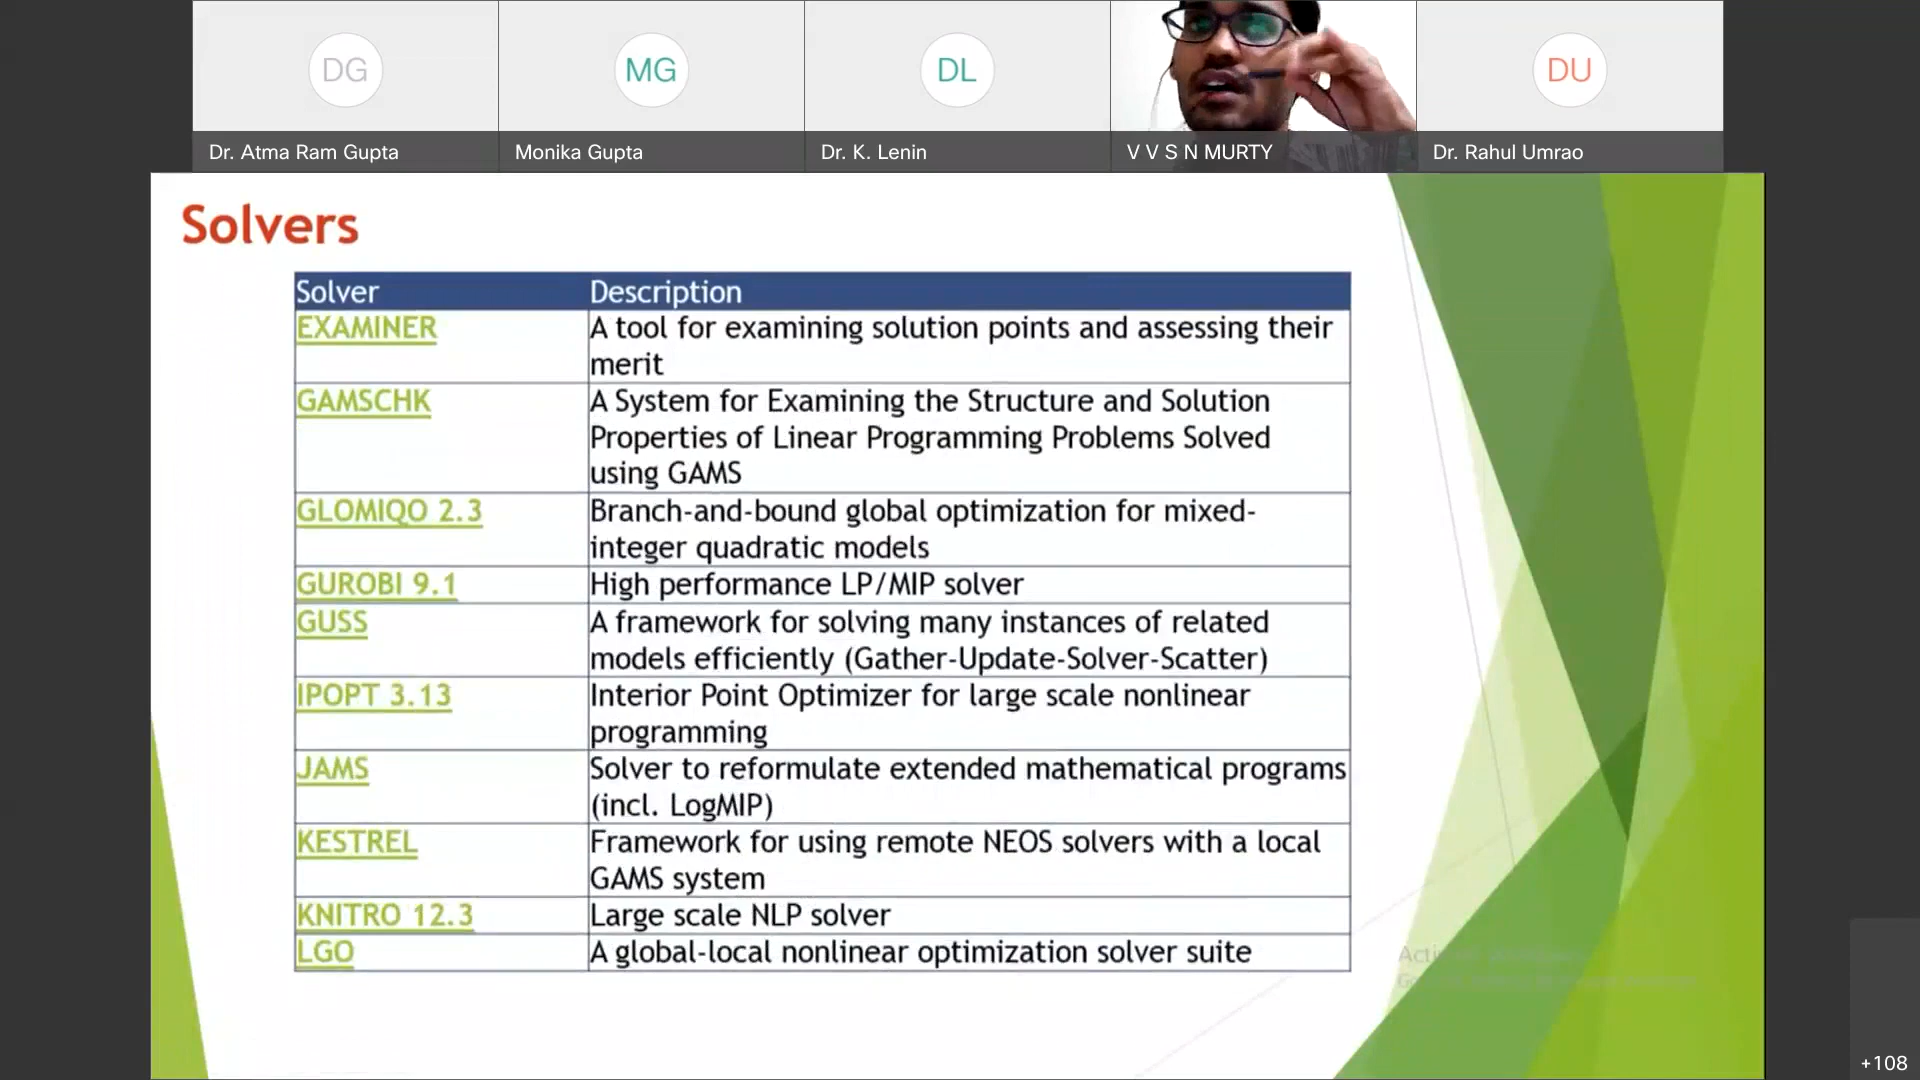 DG
MG
DL
DU
Dr. Atma Ram Gupta
Monika Gupta
Dr. K. Lenin
V V S N MURTY
Dr. Rahul Umrao
Solvers
Solver
Description
EXAMINER
A tool for examining solution points and assessing their
merit
GAMSCHK
A System for Examining the Structure and Solution
Properties of Linear Programming Problems Solved
using GAMS
GLOMIQO 2.3
Branch-and-bound global optimization for mixed-
integer quadratic models
GUROBI 9.1
High performance LP/MIP solver
GUSS
A framework for solving many instances of related
models efficiently (Gather-Update-Solver-Scatter)
IPOPT 3.13
Interior Point Optimizer for large scale nonlinear
programming
JAMS
Solver to reformulate extended mathematical programs
(incl. LogMIP)
KESTREL
Framework for using remote NEOS solvers with a local
GAMS system
KNITRO 12.3
Large scale NLP solver
LGO
A global-local nonlinear optimization solver suite
+108